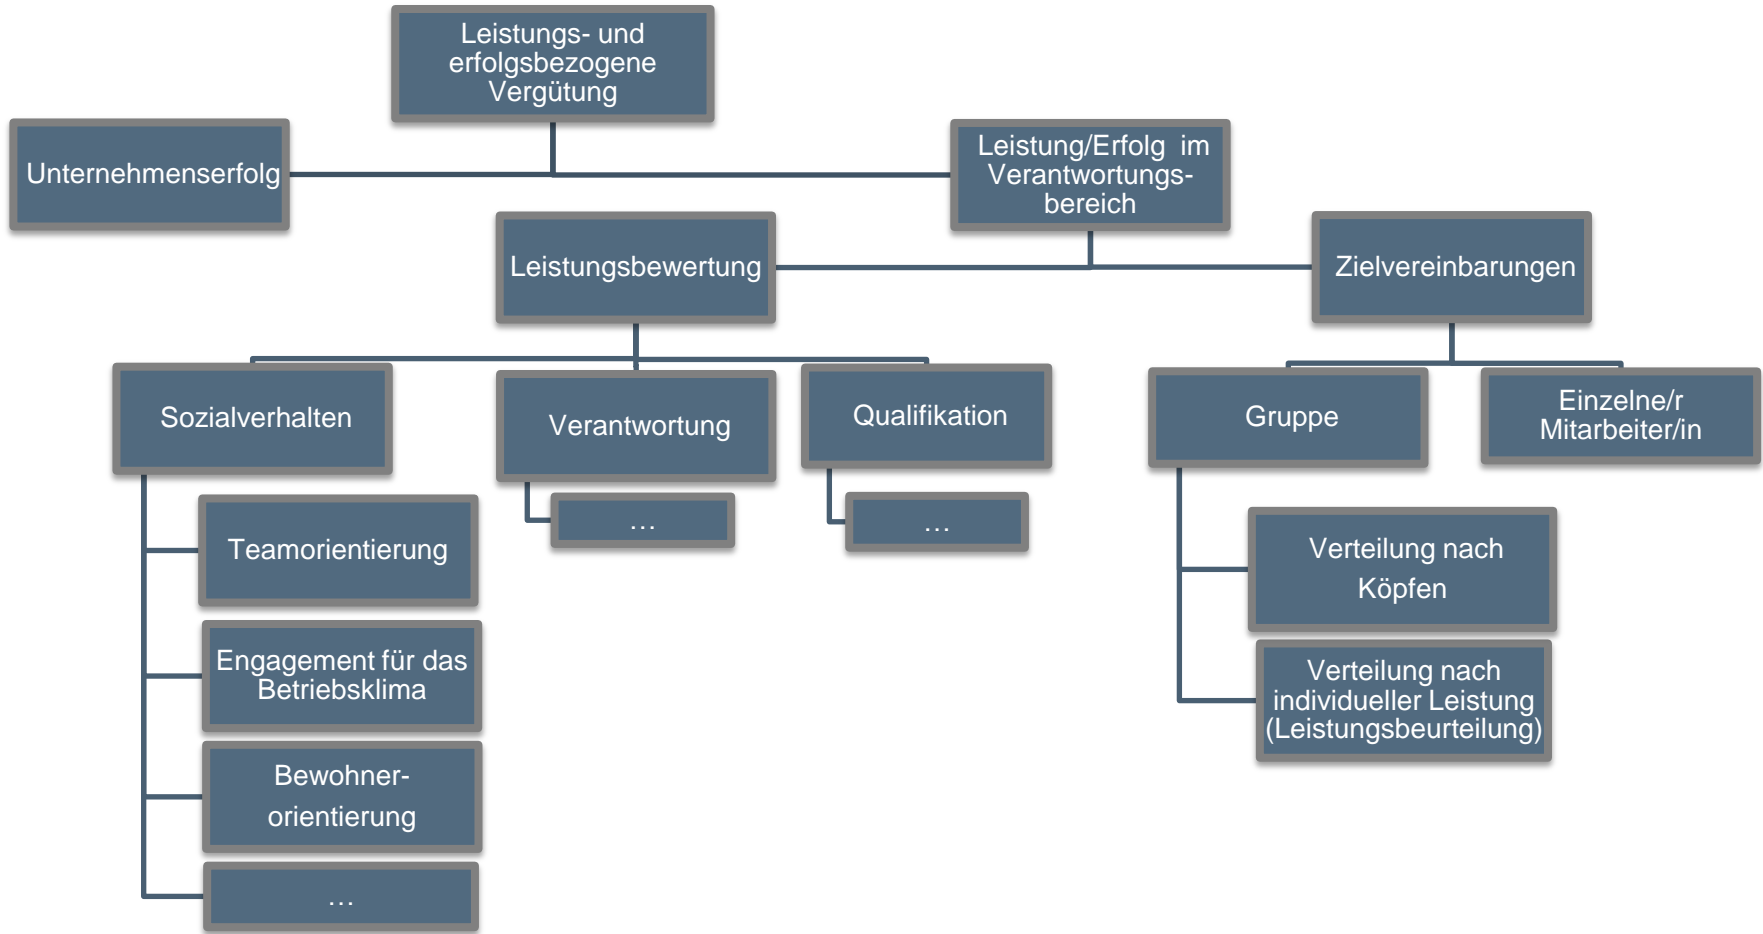 Leistungs- und
erfolgsbezogene
Vergütung
Unternehmenserfolg
Leistung/Erfolg im
Verantwortungs-
bereich
Leistungsbewertung
Zielvereinbarungen
Sozialverhalten
Verantwortung
Qualifikation
Gruppe
Einzelne/r
Mitarbeiter/in
…
…
Teamorientierung
Engagement für das
Betriebsklima
Bewohner-
orientierung
…
Verteilung nach
Köpfen
Verteilung nach
individueller Leistung
(Leistungsbeurteilung)